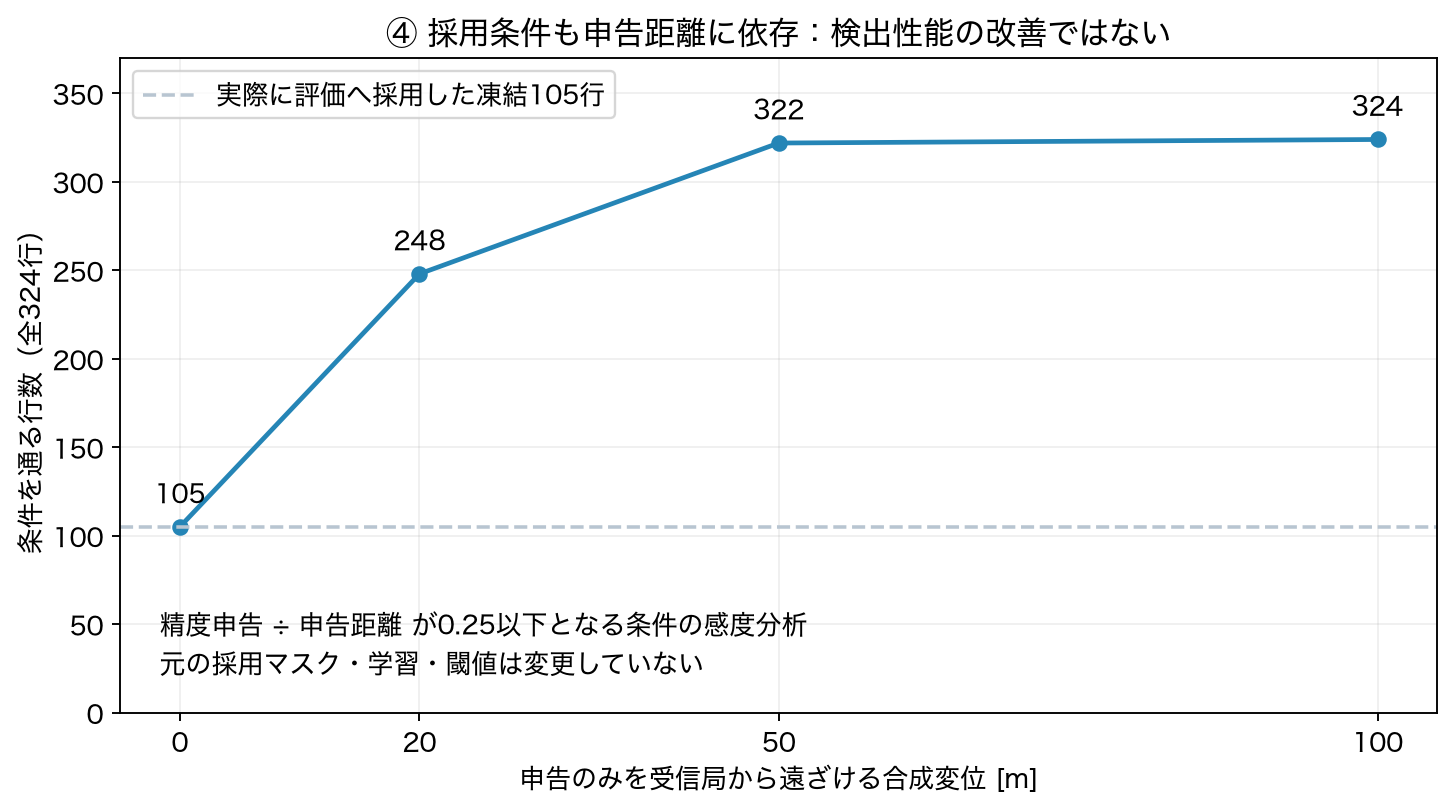 ④ 採用条件も申告距離に依存：検出性能の改善ではない
実際に評価へ採用した凍結105行
条件を通る行数（全324行）
350
300
250
200
150
100
50
0
105
248
322
324
精度申告 ÷ 申告距離 が0.25以下となる条件の感度分析
元の採用マスク・学習・閾値は変更していない
0
20
50
100
申告のみを受信局から遠ざける合成変位 [m]